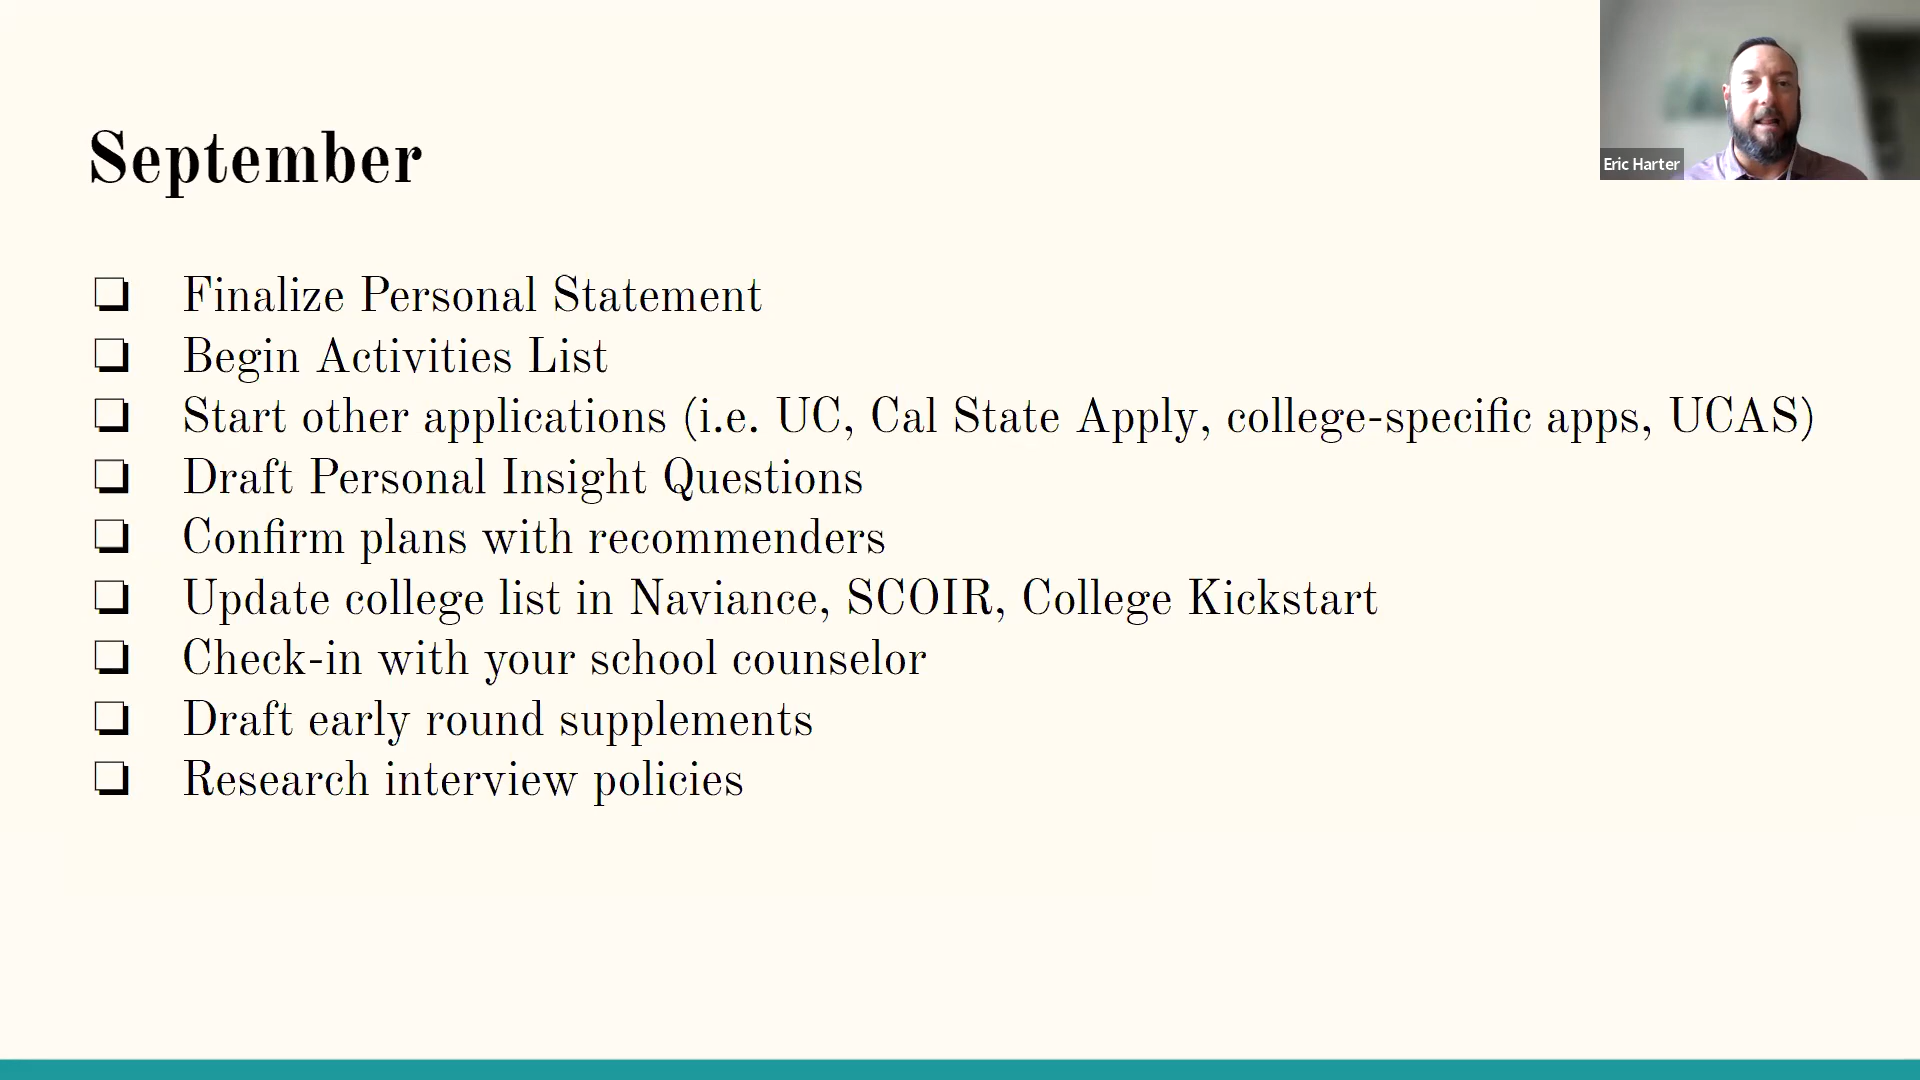 September
Eric Harter
❏ Finalize Personal Statement
❏ Begin Activities List
❏ Start other applications (i.e. UC, Cal State Apply, college-specific apps, UCAS)
❏ Draft Personal Insight Questions
❏ Confirm plans with recommenders
❏ Update college list in Naviance, SCOIR, College Kickstart
❏ Check-in with your school counselor
❏ Draft early round supplements
❏ Research interview policies